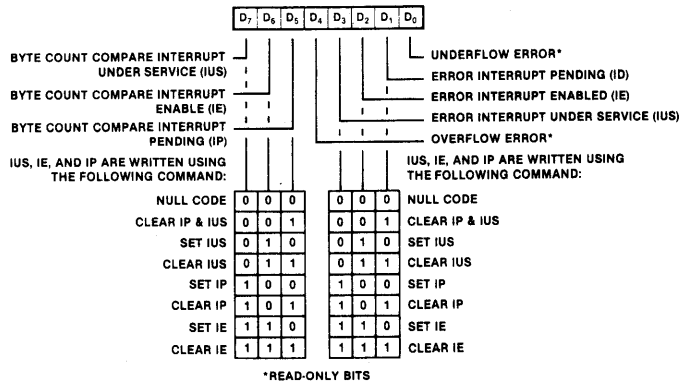 D7 D6 D5 D4 D3 D2 D1 D0
BYTE COUNT COMPARE INTERRUPT
UNDER SERVICE (IUS)
BYTE COUNT COMPARE INTERRUPT
ENABLE (IE)
BYTE COUNT COMPARE INTERRUPT
PENDING (IP)
UNDERFLOW ERROR*
ERROR INTERRUPT PENDING (ID)
ERROR INTERRUPT ENABLED (IE)
ERROR INTERRUPT UNDER SERVICE (IUS)
OVERFLOW ERROR*
IUS, IE, AND IP ARE WRITTEN USING
THE FOLLOWING COMMAND:
IUS, IE, AND IP ARE WRITTEN USING
THE FOLLOWING COMMAND:
NULL CODE 0 0 0 0 0 0 NULL CODE
CLEAR IP & IUS 0 0 1 0 0 1 CLEAR IP & IUS
SET IUS 0 1 0 0 1 0 SET IUS
CLEAR IUS 0 1 1 0 1 1 CLEAR IUS
SET IP 1 0 0 1 0 0 SET IP
CLEAR IP 1 0 1 1 0 1 CLEAR IP
SET IE 1 1 0 1 1 0 SET IE
CLEAR IE 1 1 1 1 1 1 CLEAR IE
*READ-ONLY BITS